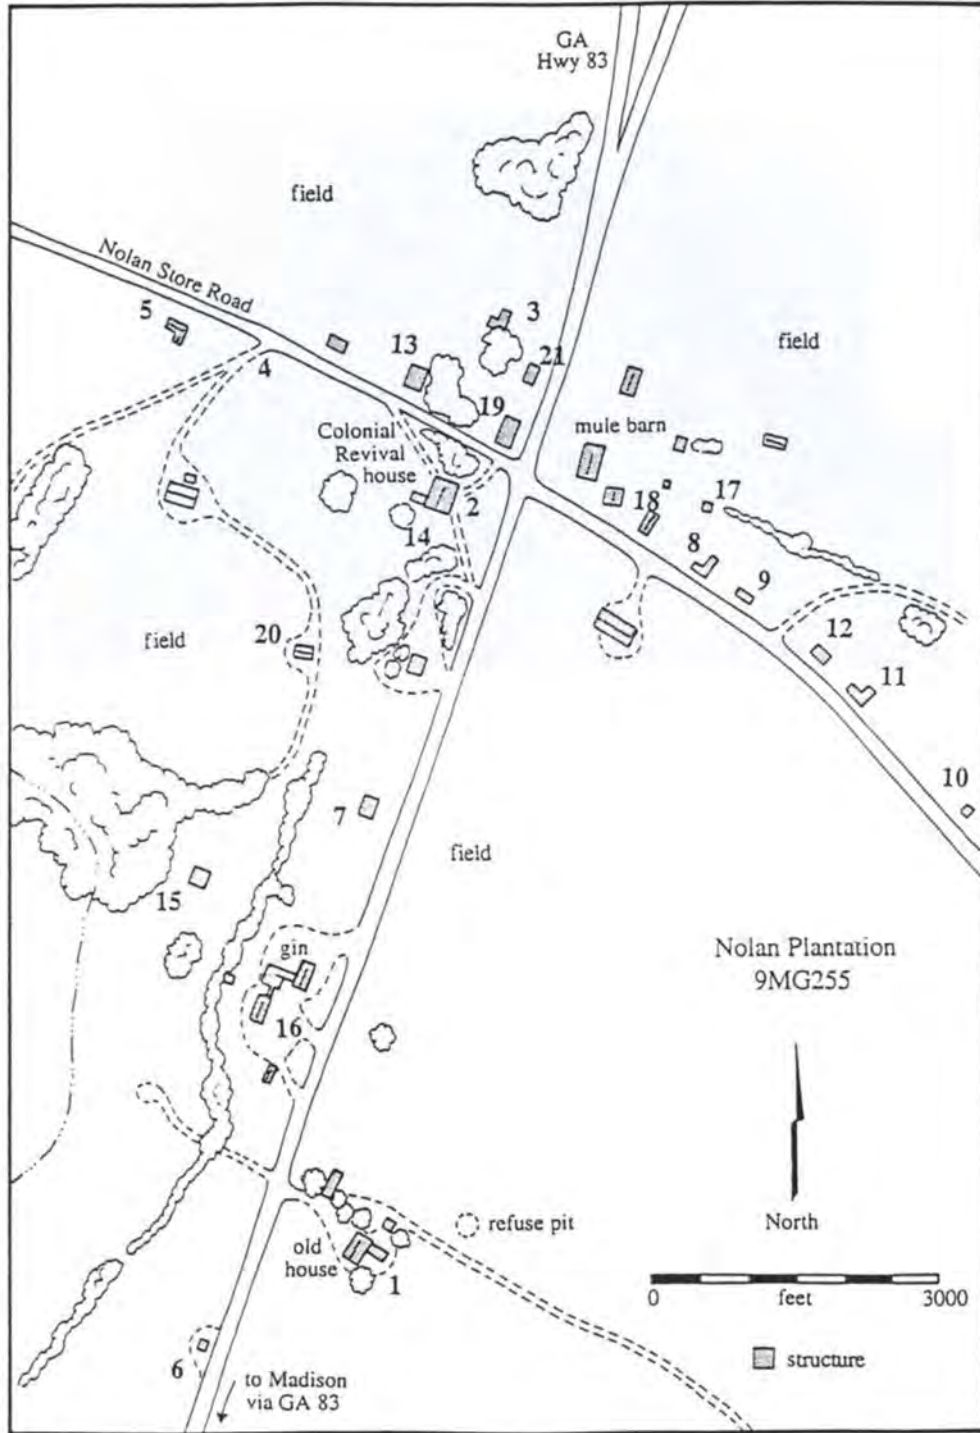 GA
Hwy 83
field
Nolan Store Road
5
3
field
4
13
21
19
mule barn
Colonial
Revival
house
2
17
18
14
8
9
field
20
12
11
10
7
field
15
gin
Nolan Plantation
9MG255
16
refuse pit
North
old
house
1
0 feet 3000
6
structure
to Madison
via GA 83